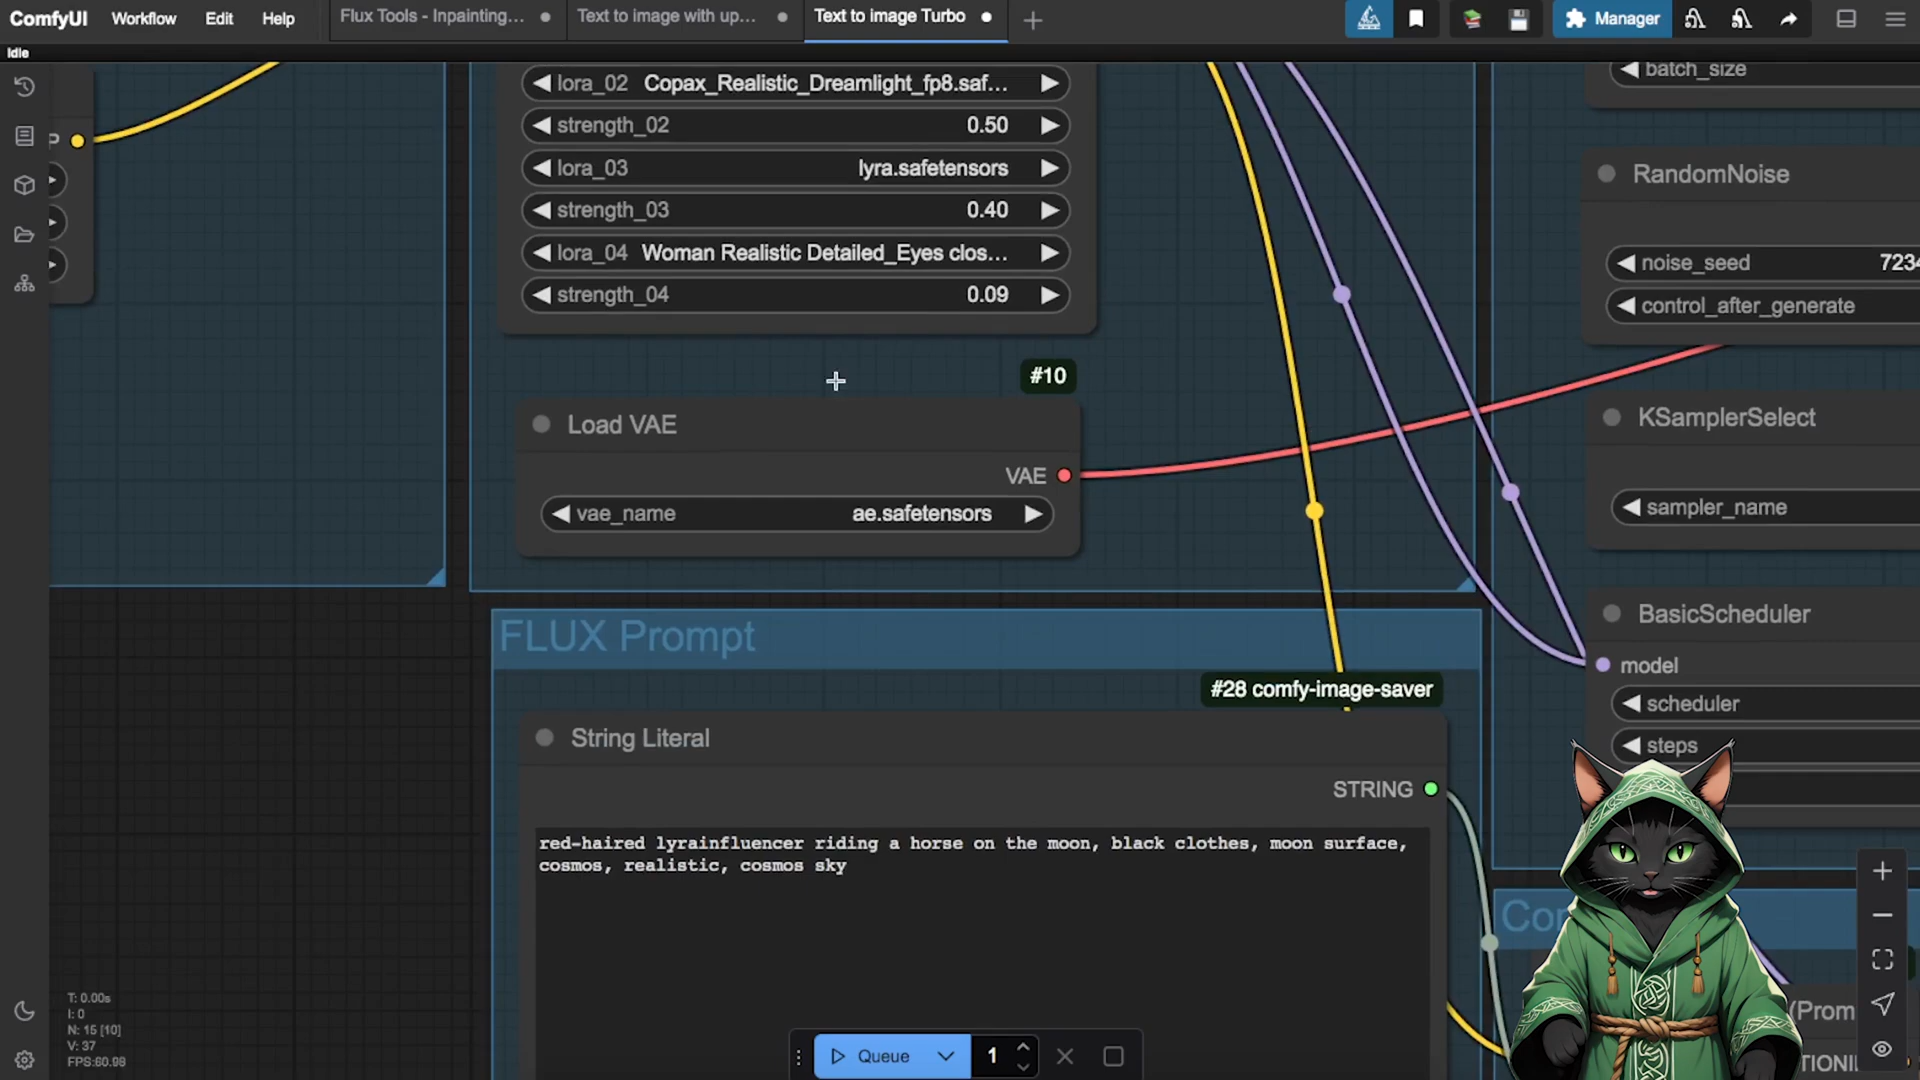 ComfyUI
Workflow
Edit
Help
Flux Tools - Inpainting...
Text to image with up...
Text to image Turbo
Manager
Idle
lora_02 Copax_Realistic_Dreamlight_fp8.saf...
strength_02 0.50
lora_03 lyra.safetensors
strength_03 0.40
lora_04 Woman Realistic Detailed_Eyes clos...
strength_04 0.09
#10
Load VAE
VAE
vae_name ae.safetensors
batch_size
RandomNoise
noise_seed 7234
control_after_generate
KSamplerSelect
sampler_name
BasicScheduler
model
scheduler
steps
FLUX Prompt
#28 comfy-image-saver
String Literal
STRING
red-haired lyrainfluencer riding a horse on the moon, black clothes, moon surface,
cosmos, realistic, cosmos sky
T: 0.00s
I: 0
N: 15 [10]
V: 37
FPS:60.98
Queue
1